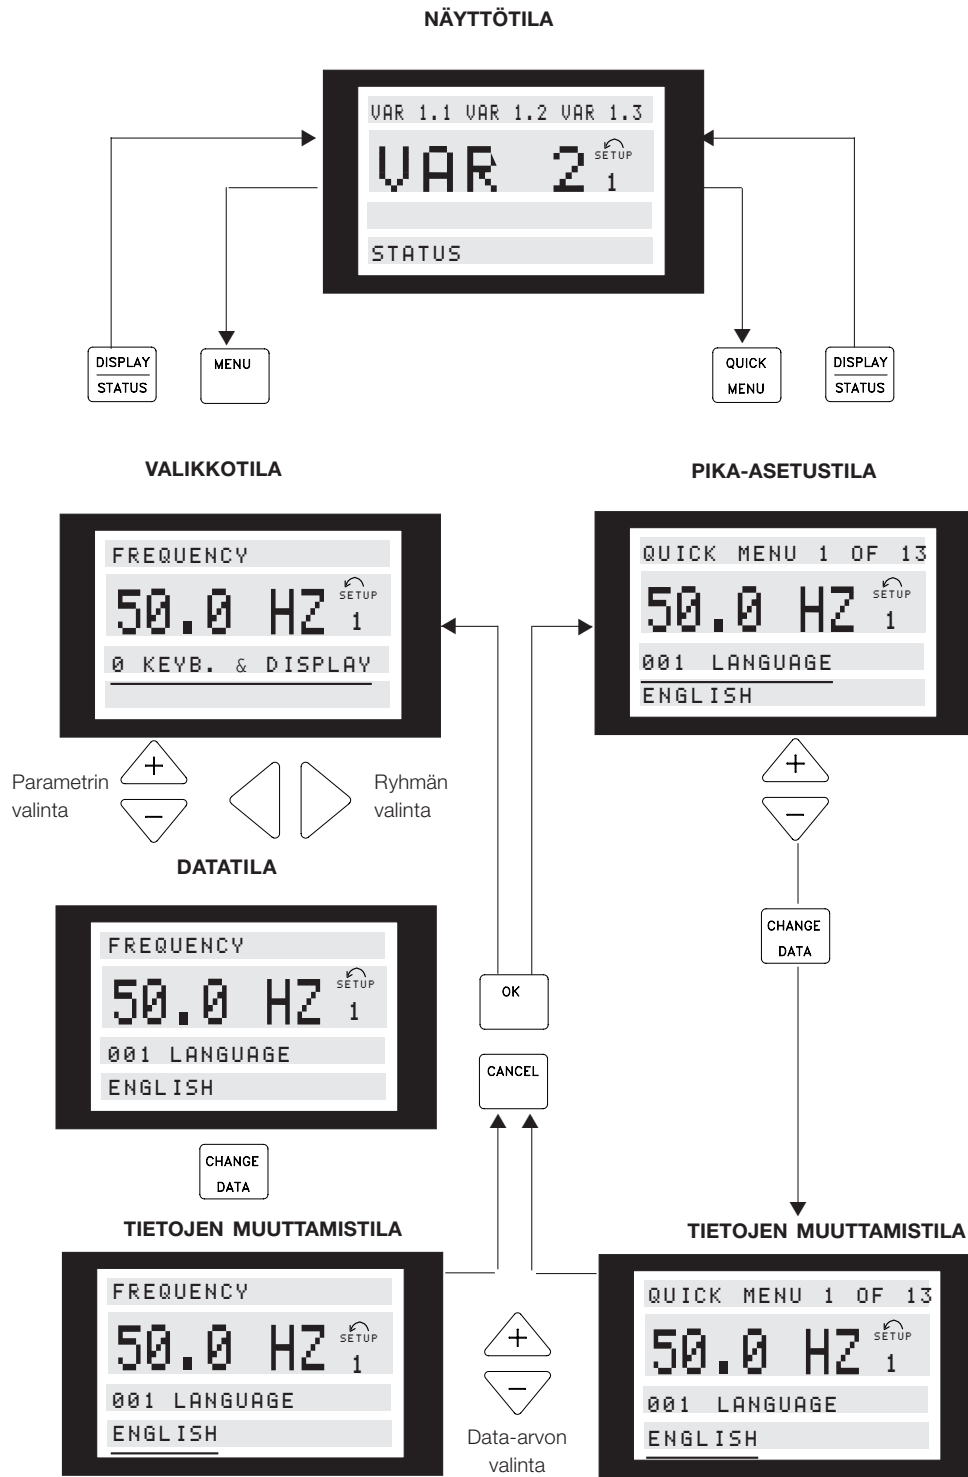 NÄYTTÖTILA
VAR 1.1 VAR 1.2 VAR 1.3
VAR 2
SETUP
1
STATUS
DISPLAY
STATUS
MENU
QUICK
MENU
DISPLAY
STATUS
VALIKKOTILA
FREQUENCY
50.0 HZ
SETUP
1
0 KEYB. & DISPLAY
PIKA-ASETUSTILA
QUICK MENU 1 OF 13
50.0 HZ
SETUP
1
001 LANGUAGE
ENGLISH
Parametrin
valinta
+
−
Ryhmän
valinta
+
−
DATATILA
FREQUENCY
50.0 HZ
SETUP
1
001 LANGUAGE
ENGLISH
CHANGE
DATA
OK
CANCEL
CHANGE
DATA
TIETOJEN MUUTTAMISTILA
FREQUENCY
50.0 HZ
SETUP
1
001 LANGUAGE
ENGLISH
+
−
Data-arvon
valinta
TIETOJEN MUUTTAMISTILA
QUICK MENU 1 OF 13
50.0 HZ
SETUP
1
001 LANGUAGE
ENGLISH